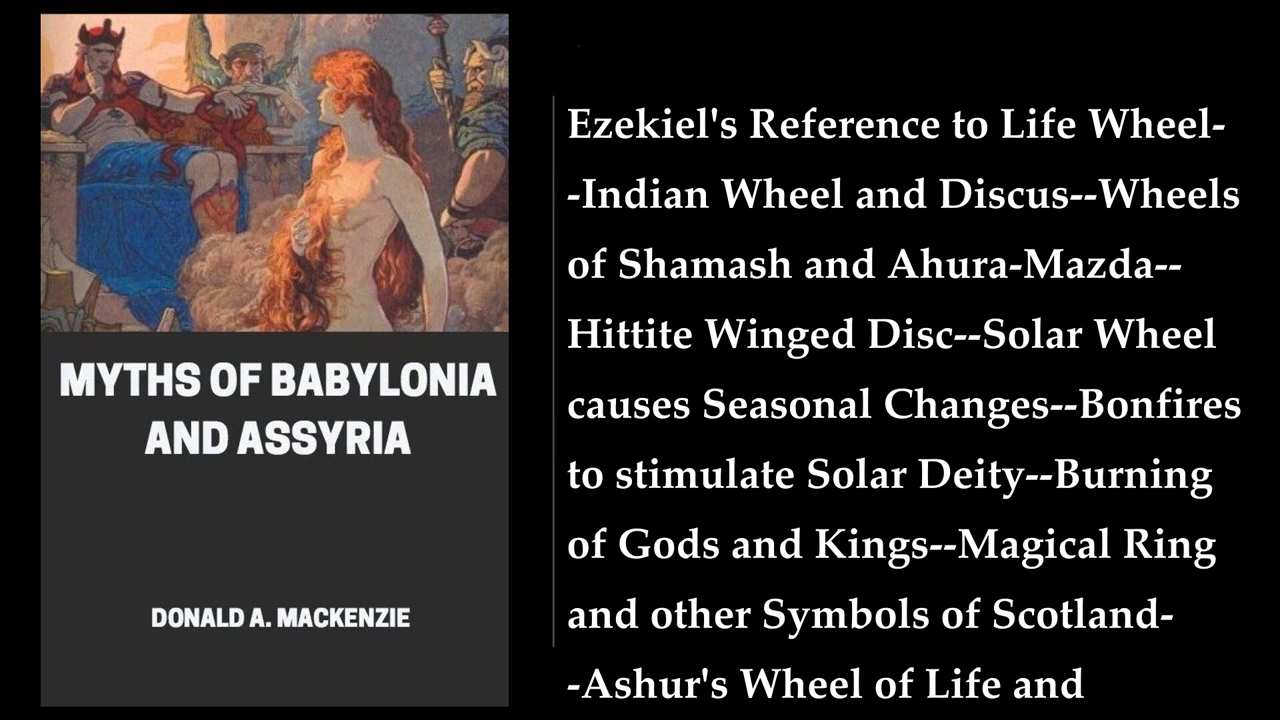 MYTHS OF BABYLONIA
AND ASSYRIA
DONALD A. MACKENZIE
Ezekiel's Reference to Life Wheel-
-Indian Wheel and Discus--Wheels
of Shamash and Ahura-Mazda--
Hittite Winged Disc--Solar Wheel
causes Seasonal Changes--Bonfires
to stimulate Solar Deity--Burning
of Gods and Kings--Magical Ring
and other Symbols of Scotland-
-Ashur's Wheel of Life and